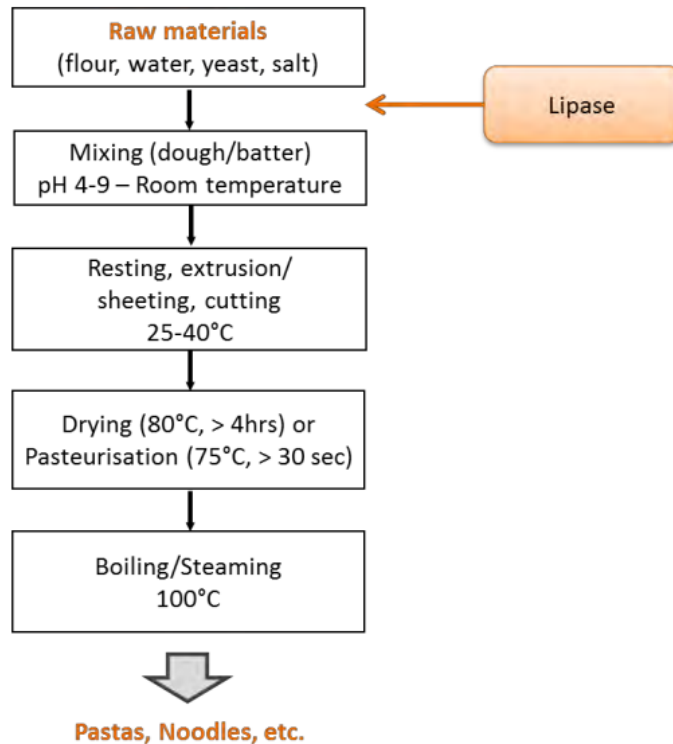 Raw materials
(flour, water, yeast, salt)
Lipase
Mixing (dough/batter)
pH 4-9 – Room temperature
Resting, extrusion/
sheeting, cutting
25-40°C
Drying (80°C, > 4hrs) or
Pasteurisation (75°C, > 30 sec)
Boiling/Steaming
100°C
Pastas, Noodles, etc.